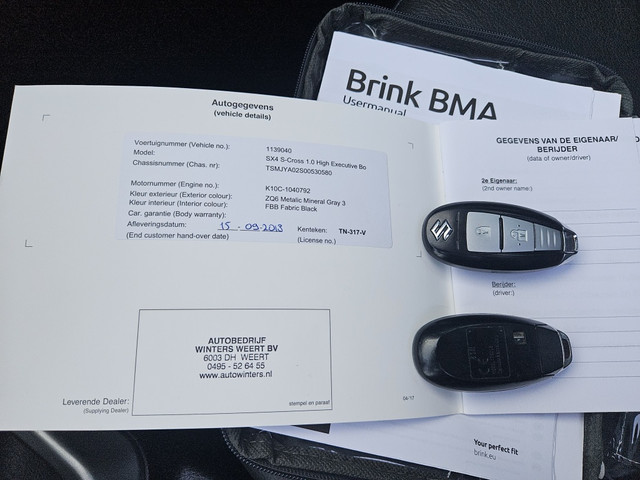 Brink BMA
Usermanual
Autogegevens
(vehicle details)
Voertuignummer (Vehicle no.): 1139040
Model: SX4 S-Cross 1.0 High Executive Bo
Chassisnummer (Chas. nr): TSMJYA02S00530580
Motornummer (Engine no.): K10C-1040792
Kleur exterieur (Exterior colour): ZQ6 Metalic Mineral Gray 3
Kleur interieur (Interior colour): FBB Fabric Black
Car. garantie (Body warranty):
Afleveringsdatum: 15 - 09-2018 Kenteken: TN-317-V
(End customer hand-over date) (License no.)
AUTOBEDRIJF
WINTERS WEERT BV
6003 DH WEERT
0495 - 52 64 55
www.autowinters.nl
Leverende Dealer:
(Supplying Dealer)
stempel en paraaf
04/17
GEGEVENS VAN DE EIGENAAR/
BERIJDER
(data of owner/driver)
2e Eigenaar:
(2nd owner name:)
Berijder:
(driver:)
Your perfect fit
brink.eu